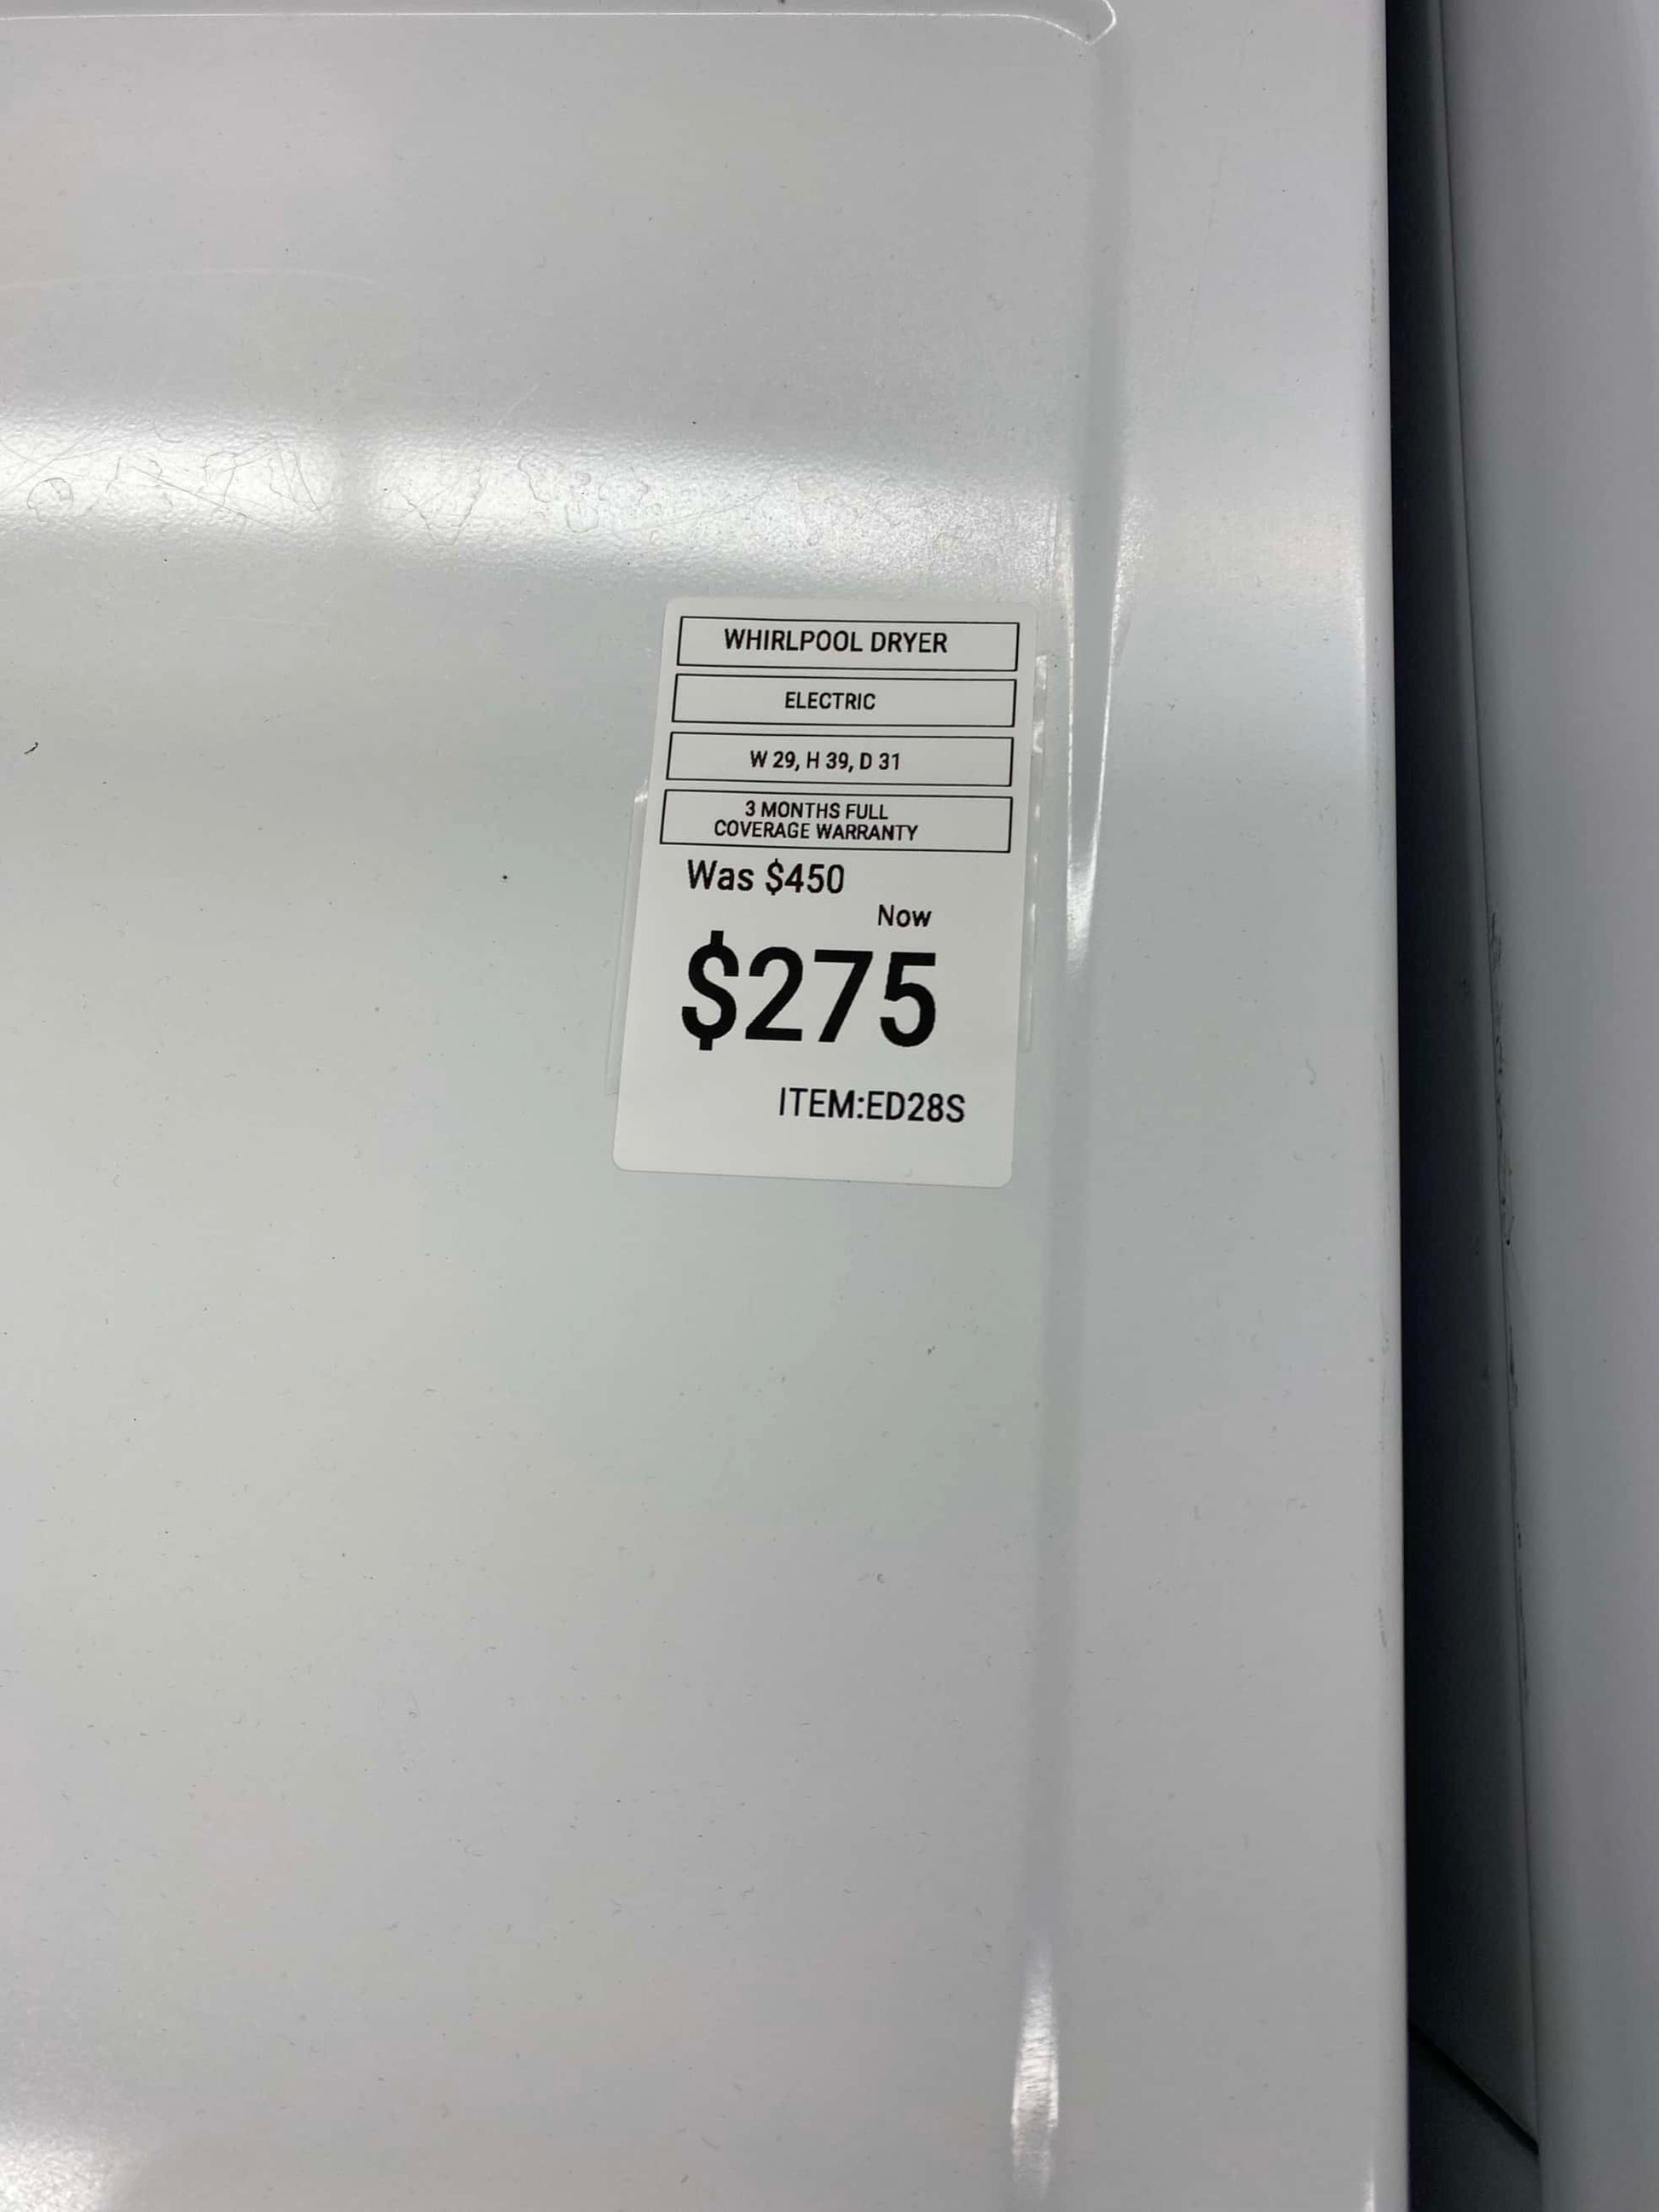 WHIRLPOOL DRYER
ELECTRIC
W 29, H 39, D 31
3 MONTHS FULL
COVERAGE WARRANTY
Was $450
Now
$275
ITEM:ED28S